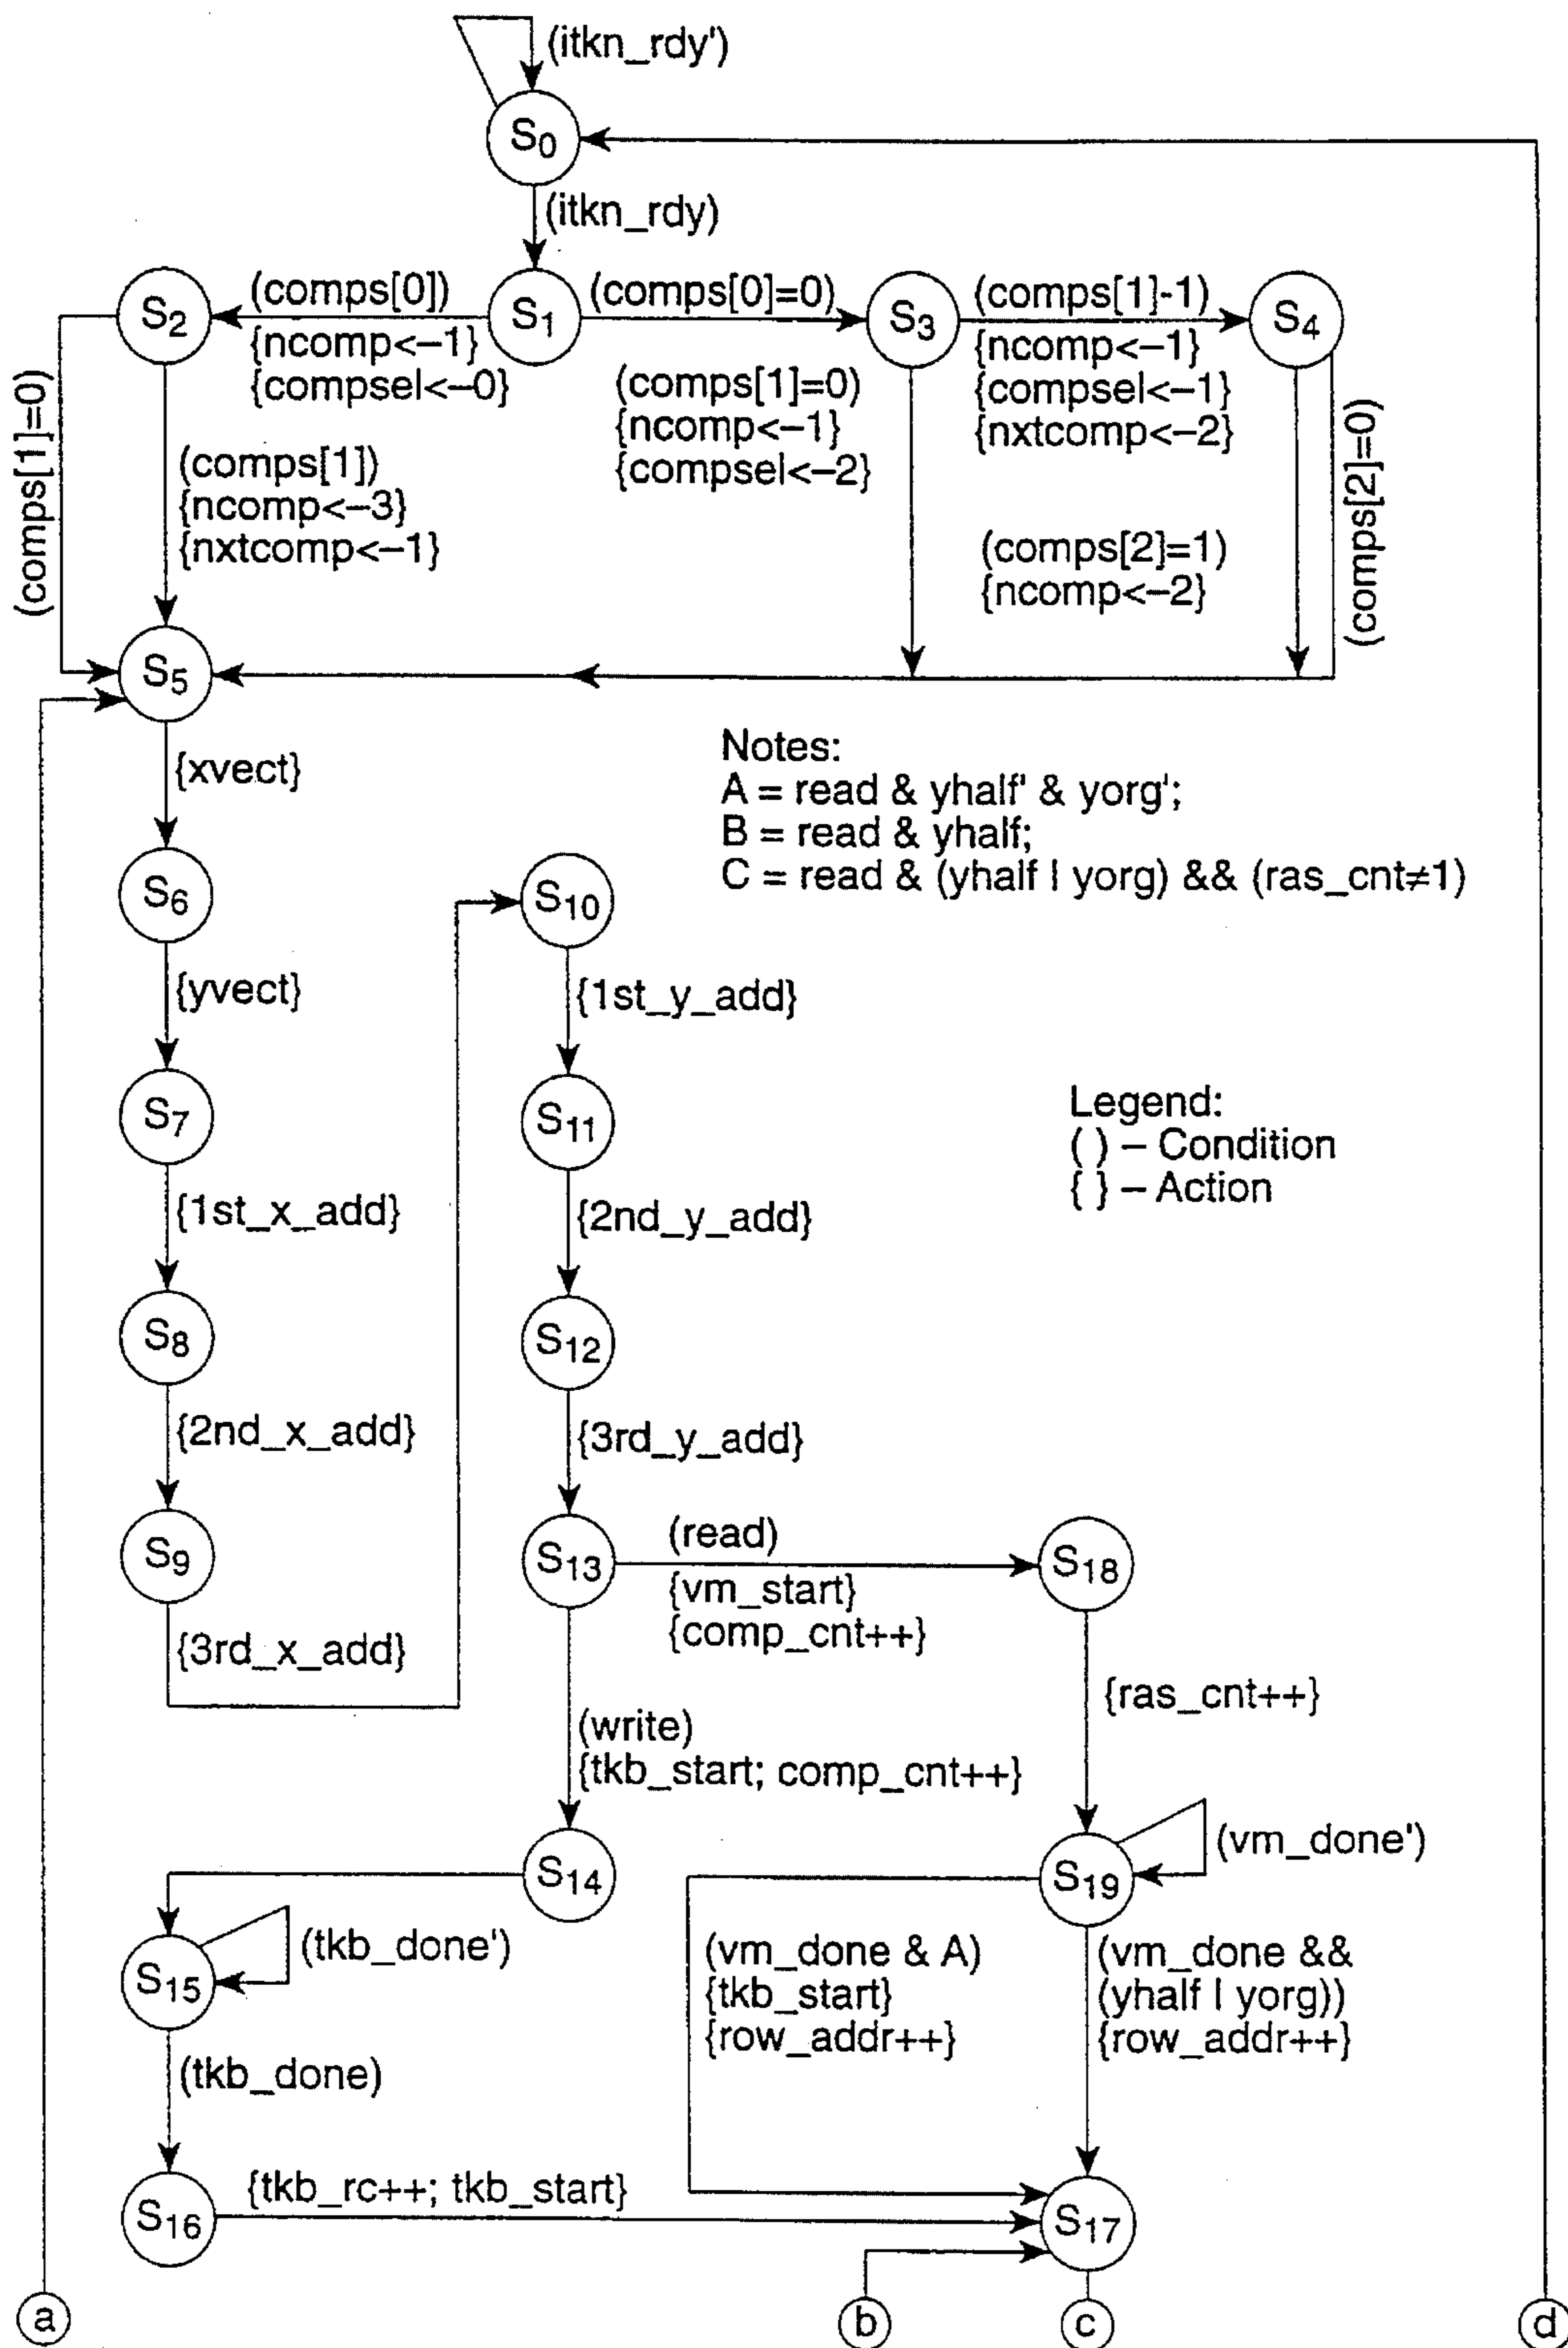 (itkn_rdy')
S0
(itkn_rdy)
S2
(comps[0])
{ncomp<–1}
{compsel<–0}
S1
(comps[0]=0)
S3
(comps[1]-1)
{ncomp<–1}
{compsel<–1}
{nxtcomp<–2}
S4
(comps[1]=0)
(comps[1])
{ncomp<–3}
{nxtcomp<–1}
(comps[1]=0)
{ncomp<–1}
{compsel<–2}
(comps[2]=1)
{ncomp<–2}
(comps[2]=0)
S5
{xvect}
Notes:
A = read & yhalf' & yorg';
B = read & yhalf;
C = read & (yhalf | yorg) && (ras_cnt≠1)
S6
{yvect}
S10
{1st_y_add}
S7
S11
Legend:
( ) – Condition
{ } – Action
{1st_x_add}
{2nd_y_add}
S8
S12
{2nd_x_add}
{3rd_y_add}
S9
S13
(read)
{vm_start}
{comp_cnt++}
S18
{3rd_x_add}
{ras_cnt++}
(write)
{tkb_start; comp_cnt++}
S14
S19
(vm_done')
S15
(tkb_done')
(vm_done & A)
{tkb_start}
{row_addr++}
(vm_done &&
(yhalf | yorg))
{row_addr++}
(tkb_done)
S16
{tkb_rc++; tkb_start}
S17
a
b
c
d